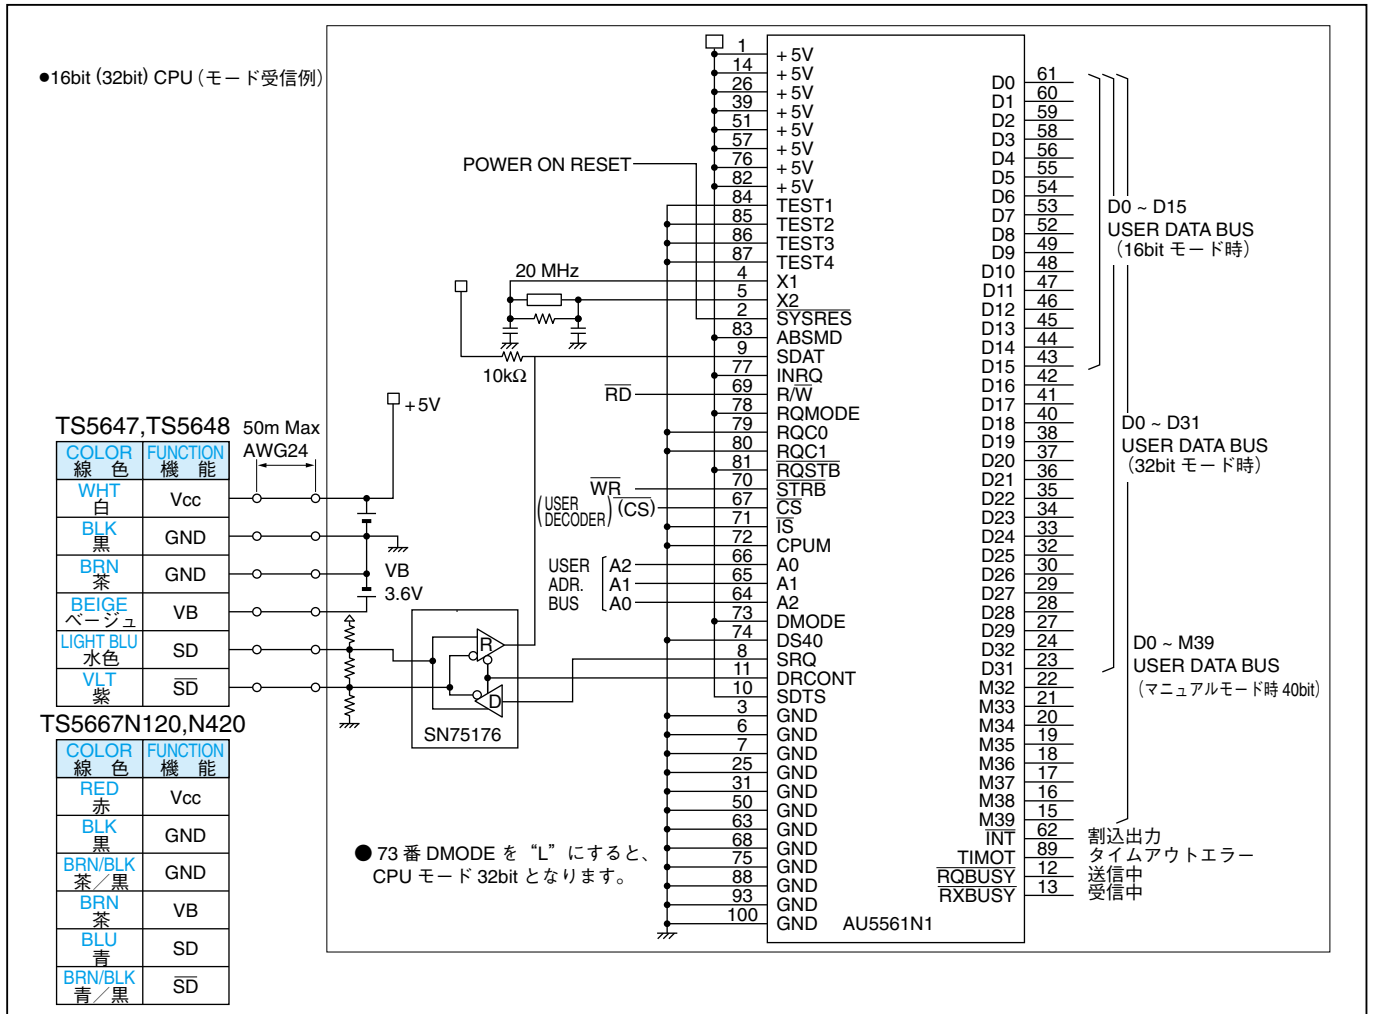 ●16bit (32bit) CPU (モード受信例)
POWER ON RESET
20 MHz
10kΩ
+5V
TS5647,TS5648
50m Max
AWG24
COLOR FUNCTION
線 色 機 能
WHT
白
Vcc
BLK
黒
GND
BRN
茶
GND
BEIGE
ベージュ
VB
LIGHT BLU
水色
SD
VLT
紫
S̅D̅
VB
3.6V
R
D
SN75176
R̅D̅
W̅R̅
(USER DECODER) (C̅S̅)
USER ADR. BUS
A2
A1
A0
TS5667N120,N420
COLOR FUNCTION
線 色 機 能
RED
赤
Vcc
BLK
黒
GND
BRN/BLK
茶／黒
GND
BRN
茶
VB
BLU
青
SD
BRN/BLK
青／黒
S̅D̅
● 73 番 DMODE を “L” にすると、
CPU モード 32bit となります。
1 +5V
14 +5V
26 +5V
39 +5V
51 +5V
57 +5V
76 +5V
82 +5V
84 TEST1
85 TEST2
86 TEST3
87 TEST4
4 X1
5 X2
2 S̅Y̅S̅R̅E̅S̅
83 ABSMD
9 SDAT
77 INRQ
69 R/W̅
78 RQMODE
79 RQC0
80 RQC1
81 R̅Q̅S̅T̅B̅
70 S̅T̅R̅B̅
67 C̅S̅
71 I̅S̅
72 CPUM
66 A0
65 A1
64 A2
73 DMODE
74 DS40
8 SRQ
11 DRCONT
10 SDTS
3 GND
6 GND
7 GND
25 GND
31 GND
50 GND
63 GND
68 GND
75 GND
88 GND
93 GND
100 GND
AU5561N1
D0 61
D1 60
D2 59
D3 58
D4 56
D5 55
D6 54
D7 53
D8 52
D9 49
D10 48
D11 47
D12 46
D13 45
D14 44
D15 43
D16 42
D17 41
D18 40
D19 38
D20 37
D21 36
D22 35
D23 34
D24 33
D25 32
D26 30
D27 29
D28 28
D29 27
D32 24
D31 23
M32 22
M33 21
M34 20
M35 19
M36 18
M37 17
M38 16
M39 15
I̅N̅T̅ 62 割込出力
TIMOT 89 タイムアウトエラー
R̅Q̅B̅U̅S̅Y̅ 12 送信中
R̅X̅B̅U̅S̅Y̅ 13 受信中
D0 ~ D15
USER DATA BUS
(16bit モード時)
D0 ~ D31
USER DATA BUS
(32bit モード時)
D0 ~ M39
USER DATA BUS
(マニュアルモード時 40bit)